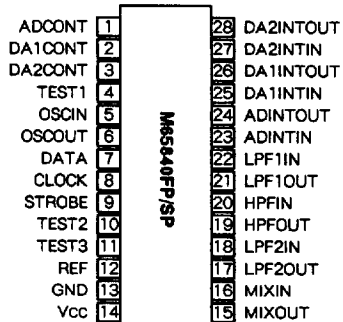 ADCONT 1 28 DA2INTOUT
DA1CONT 2 27 DA2INTIN
DA2CONT 3 26 DA1INTOUT
TEST1 4 25 DA1INTIN
OSCIN 5 24 ADINTOUT
OSCOUT 6 23 ADINTIN
DATA 7 22 LPF1IN
CLOCK 8 21 LPF1OUT
STROBE 9 20 HPFIN
TEST2 10 19 HPFOUT
TEST3 11 18 LPF2IN
REF 12 17 LPF2OUT
GND 13 16 MIXIN
Vcc 14 15 MIXOUT
M65840FP/SP